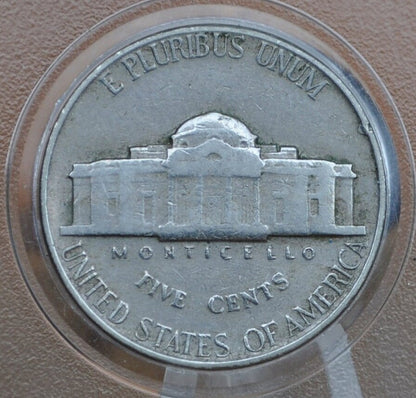 E PLURIBUS UNUM
MONTICELLO
FIVE CENTS
UNITED STATES OF AMERICA